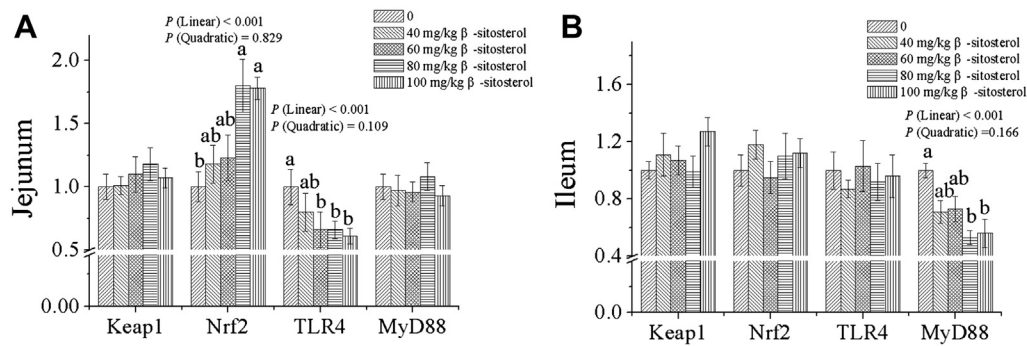 A
P (Linear) < 0.001
P (Quadratic) = 0.829
0
40 mg/kg β -sitosterol
60 mg/kg β -sitosterol
80 mg/kg β -sitosterol
100 mg/kg β -sitosterol
P (Linear) < 0.001
P (Quadratic) = 0.109
Jejunum
2.0
1.5
1.0
0.5
0.00
b
ab
ab
a
a
a
ab
b
b
b
Keap1
Nrf2
TLR4
MyD88
B
0
40 mg/kg β -sitosterol
60 mg/kg β -sitosterol
80 mg/kg β -sitosterol
100 mg/kg β -sitosterol
P (Linear) < 0.001
P (Quadratic) =0.166
Ileum
1.6
1.2
0.8
0.4
0.0
a
ab
ab
b
b
Keap1
Nrf2
TLR4
MyD88